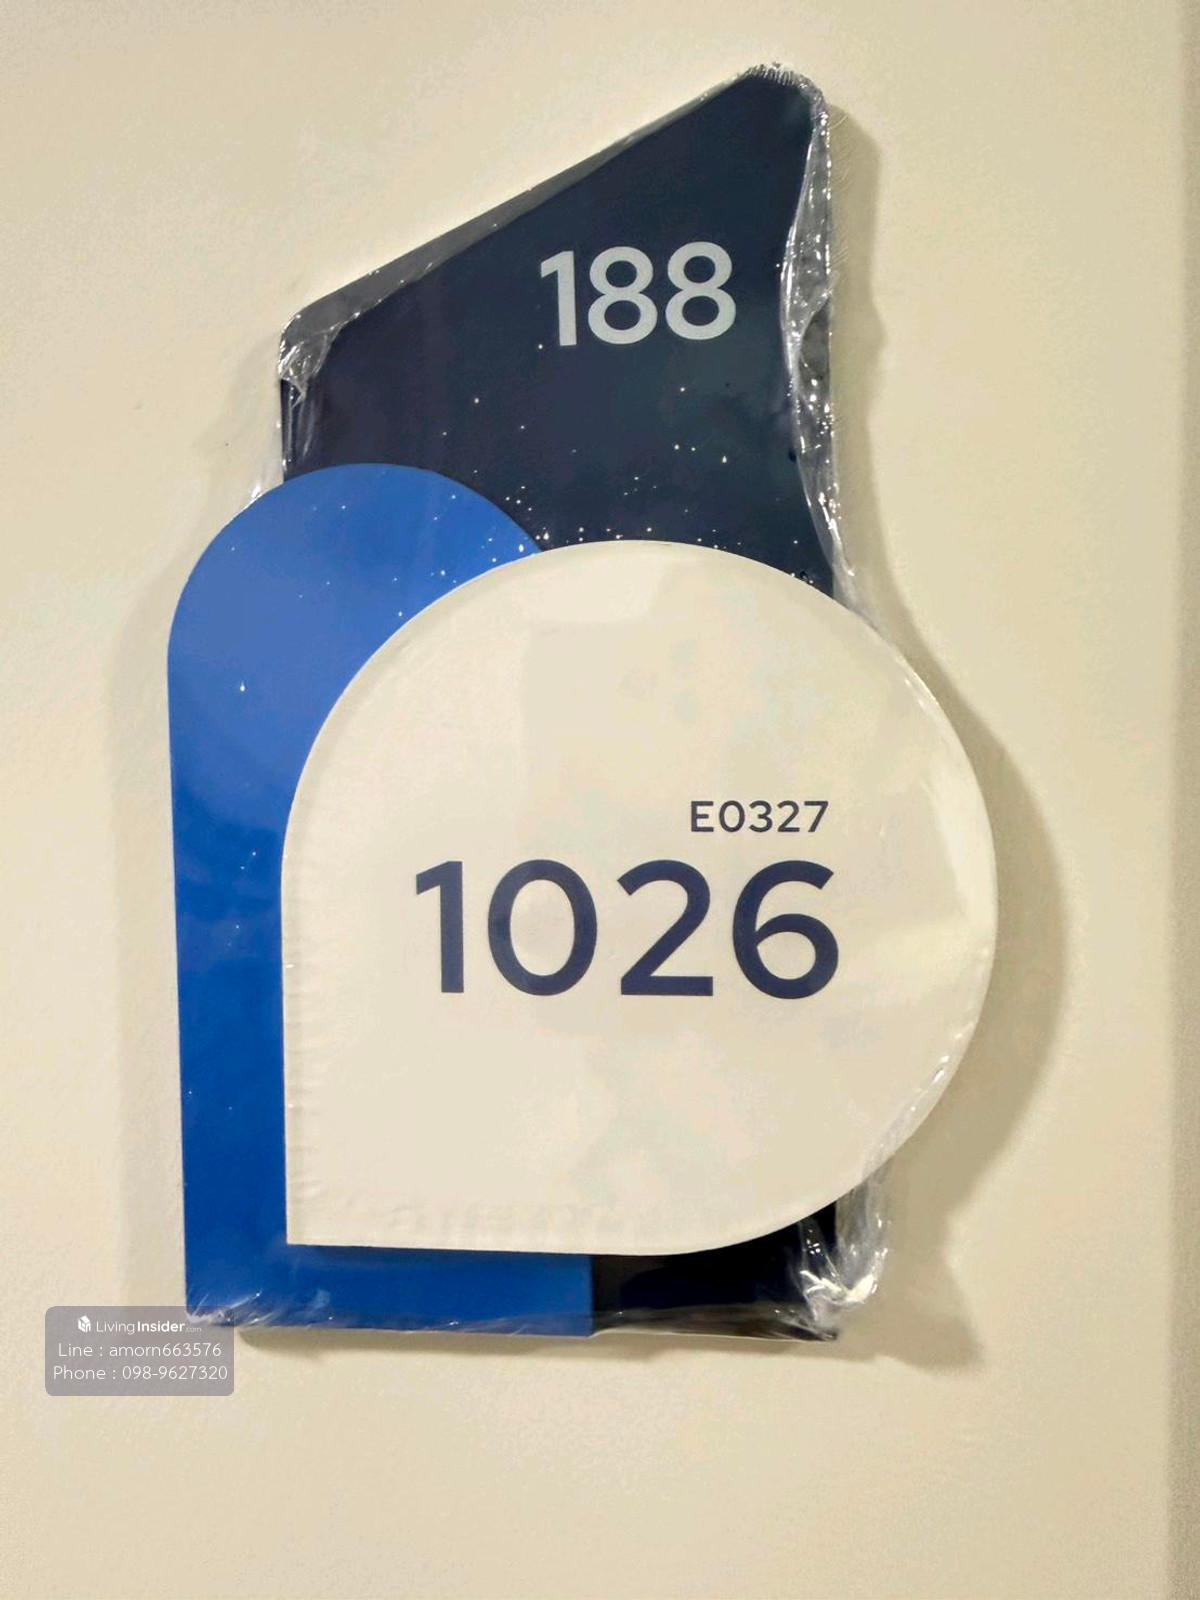 188
E0327
1026
LivingInsider.com
Line : amorn663576
Phone : 098-9627320